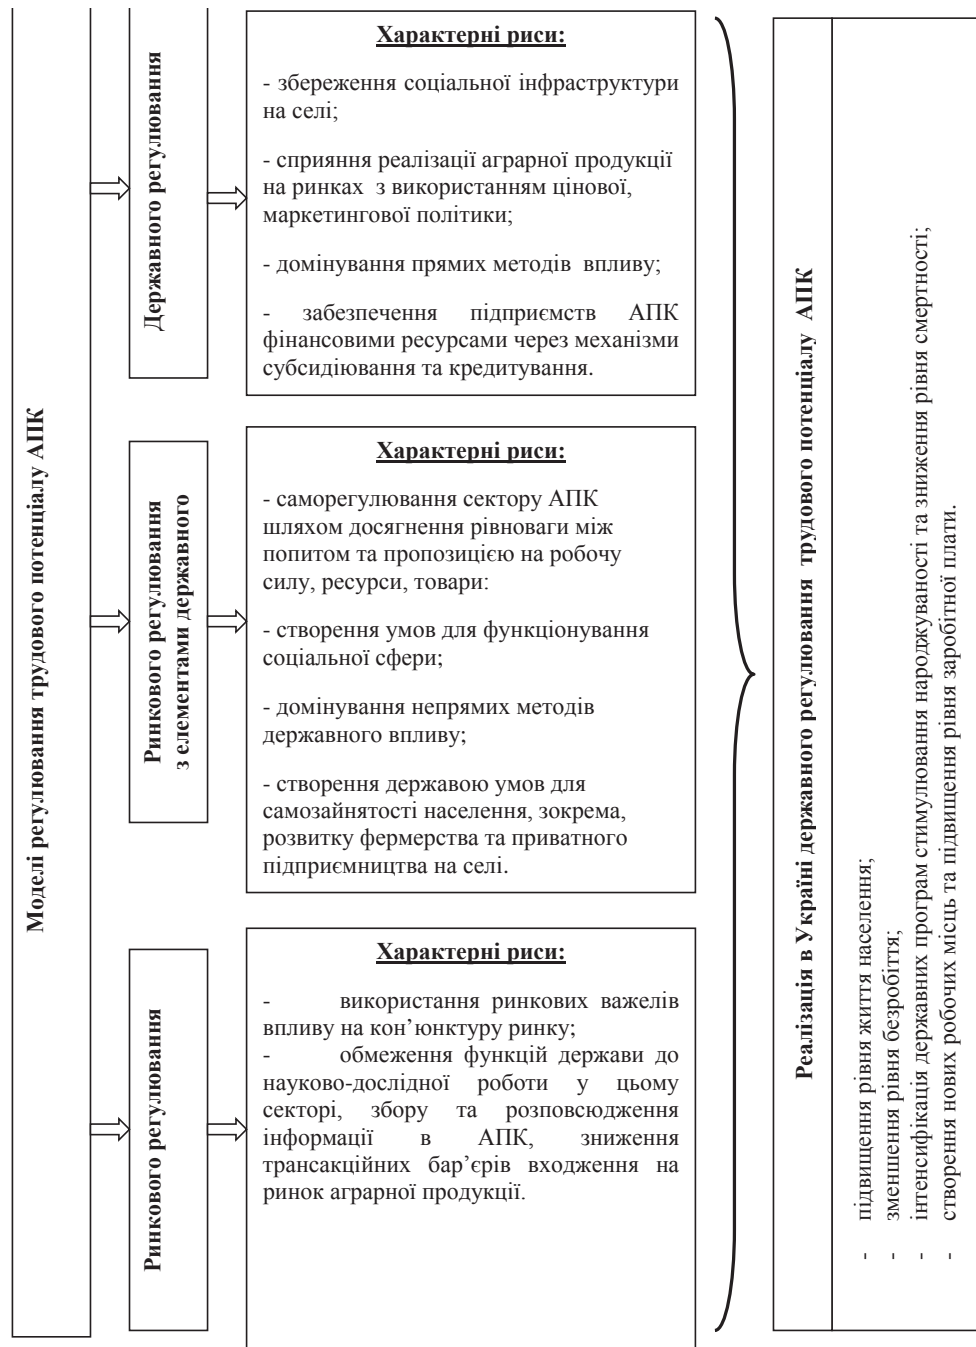 Моделі регулювання трудового потенціалу АПК
Державного регулювання
Характерні риси:
- збереження соціальної інфраструктури
на селі;
- сприяння реалізації аграрної продукції
на ринках з використанням цінової,
маркетингової політики;
- домінування прямих методів впливу;
- забезпечення підприємств АПК
фінансовими ресурсами через механізми
субсидіювання та кредитування.
Ринкового регулювання
з елементами державного
Характерні риси:
- саморегулювання сектору АПК
шляхом досягнення рівноваги між
попитом та пропозицією на робочу
силу, ресурси, товари:
- створення умов для функціонування
соціальної сфери;
- домінування непрямих методів
державного впливу;
- створення державою умов для
самозайнятості населення, зокрема,
розвитку фермерства та приватного
підприємництва на селі.
Ринкового регулювання
Характерні риси:
- використання ринкових важелів
впливу на кон’юнктуру ринку;
- обмеження функцій держави до
науково-дослідної роботи у цьому
секторі, збору та розповсюдження
інформації в АПК, зниження
трансакційних бар’єрів входження на
ринок аграрної продукції.
Реалізація в Україні державного регулювання трудового потенціалу АПК
- підвищення рівня життя населення;
- зменшення рівня безробіття;
- інтенсифікація державних програм стимулювання народжуваності та зниження рівня смертності;
- створення нових робочих місць та підвищення рівня заробітної плати.